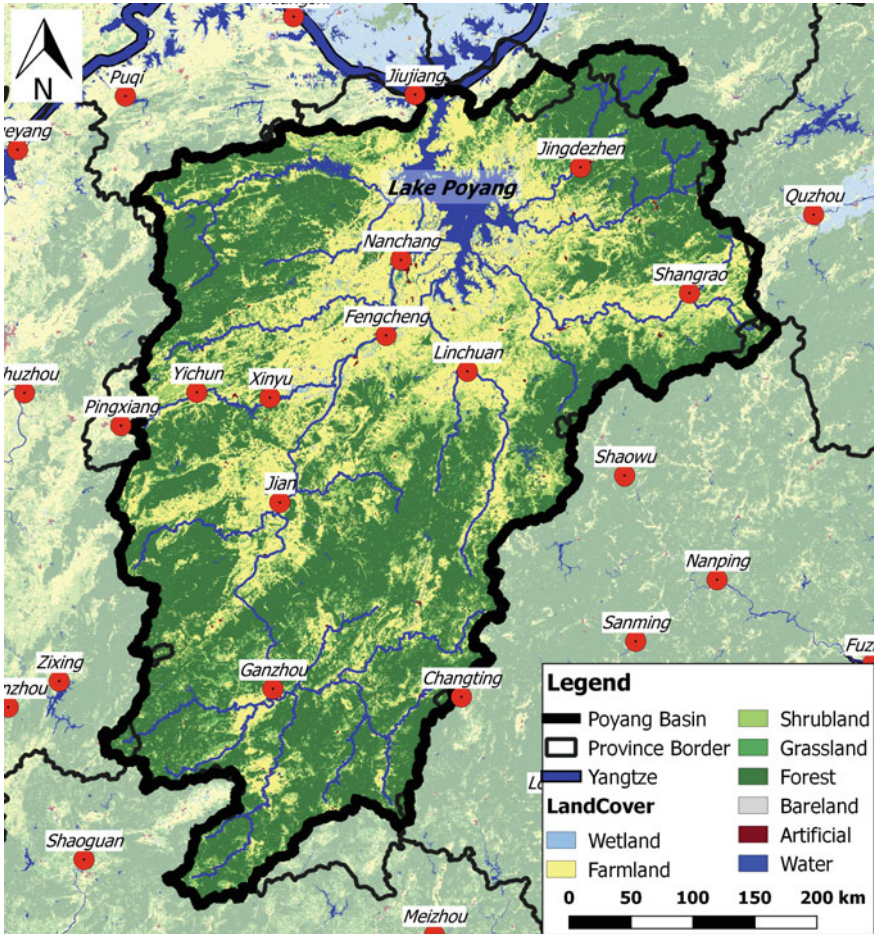 N
Puqi
Jiujiang
Jingdezhen
Lake Poyang
Quzhou
Nanchang
Shangrao
Fengcheng
Linchuan
Yichun
Xinyu
Pingxiang
Shaowu
Jian
Nanping
Sanming
Zixing
Ganzhou
Changting
Shaoguan
Meizhou
Legend
Poyang Basin
Province Border
Yangtze
LandCover
Wetland
Farmland
Shrubland
Grassland
Forest
Bareland
Artificial
Water
0 50 100 150 200 km